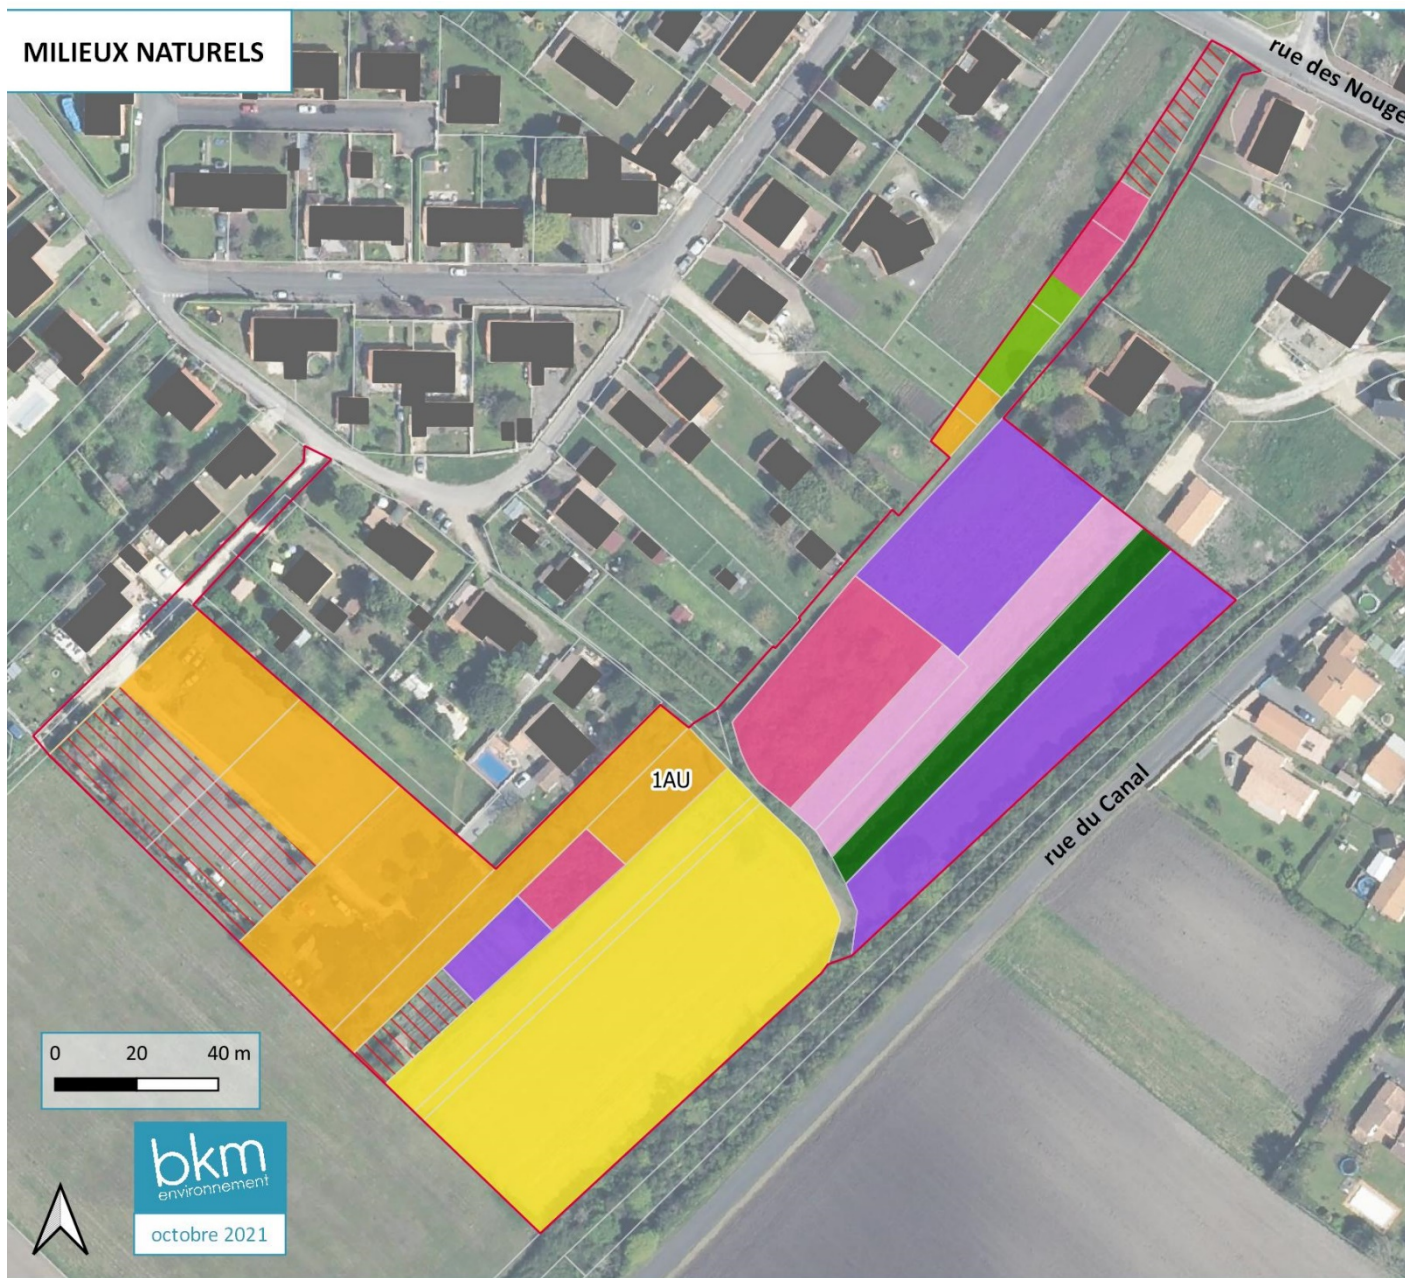 MILIEUX NATURELS
rue des Nouge
1AU
rue du Canal
0 20 40 m
bkm
environnement
octobre 2021